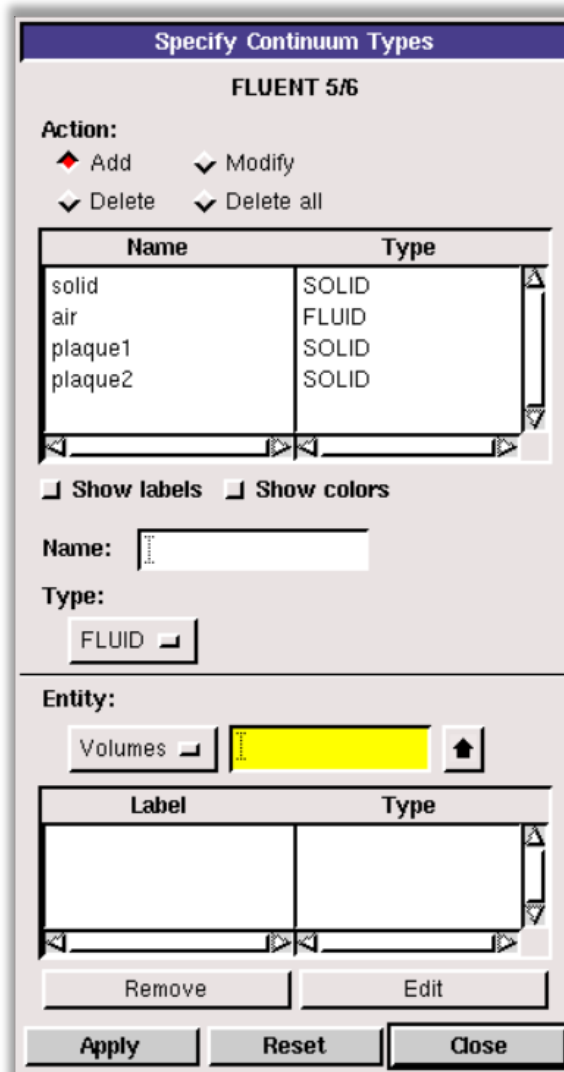 Specify Continuum Types
FLUENT 5/6
Action:
Add Modify
Delete Delete all
Name Type
solid SOLID
air FLUID
plaque1 SOLID
plaque2 SOLID
Show labels Show colors
Name:
Type:
FLUID
Entity:
Volumes
Label Type
Remove Edit
Apply Reset Close